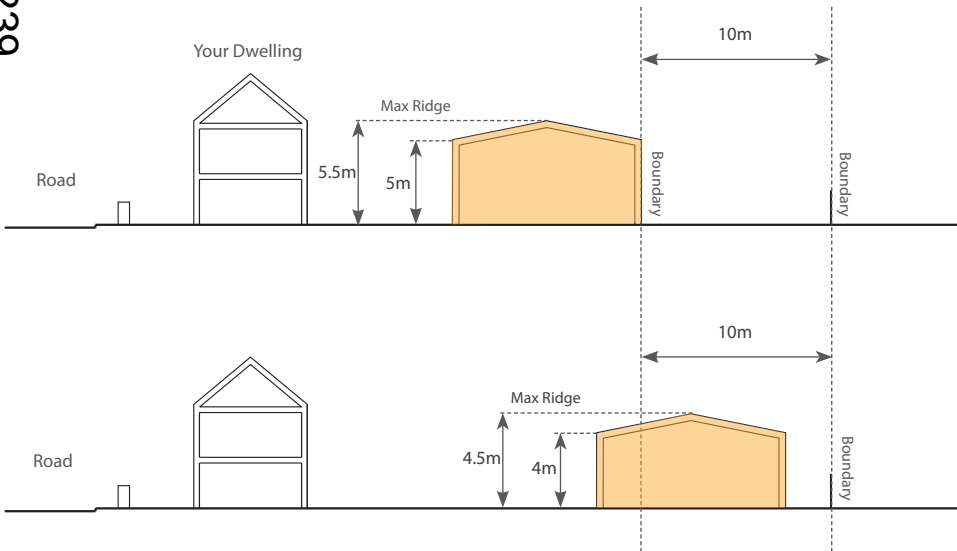 239
10m
Your Dwelling
Max Ridge
5.5m
5m
Road
Boundary
Boundary
10m
Max Ridge
4.5m
4m
Road
Boundary